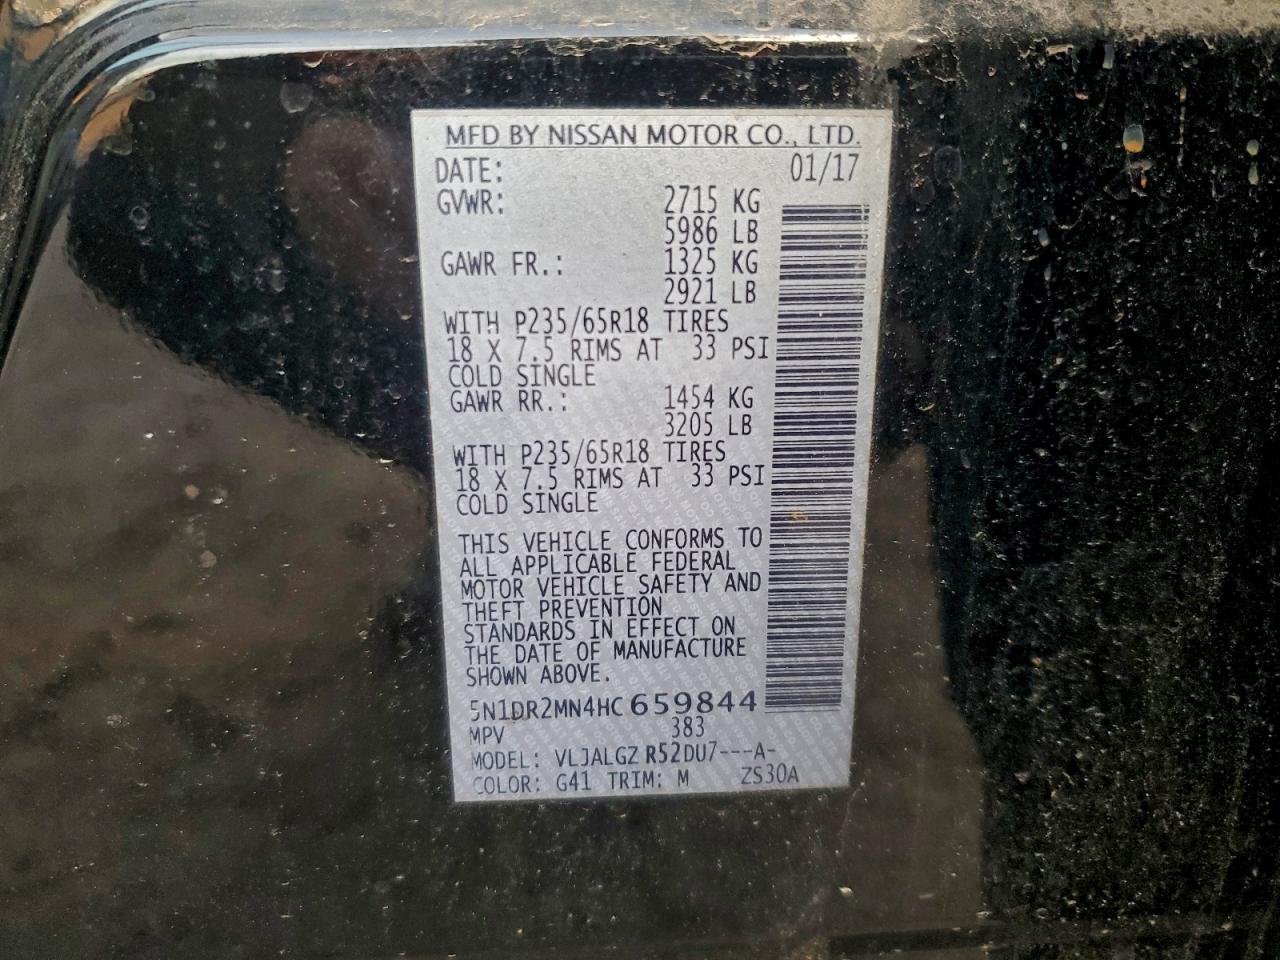 MFD BY NISSAN MOTOR CO., LTD.
DATE: 01/17
GVWR: 2715 KG
5986 LB
GAWR FR.: 1325 KG
2921 LB
WITH P235/65R18 TIRES
18 X 7.5 RIMS AT 33 PSI
COLD SINGLE
GAWR RR.: 1454 KG
3205 LB
WITH P235/65R18 TIRES
18 X 7.5 RIMS AT 33 PSI
COLD SINGLE
THIS VEHICLE CONFORMS TO
ALL APPLICABLE FEDERAL
MOTOR VEHICLE SAFETY AND
THEFT PREVENTION
STANDARDS IN EFFECT ON
THE DATE OF MANUFACTURE
SHOWN ABOVE.
5N1DR2MN4HC659844
MPV 383
MODEL: VLJALGZ R52DU7---A-
COLOR: G41 TRIM: M ZS30A